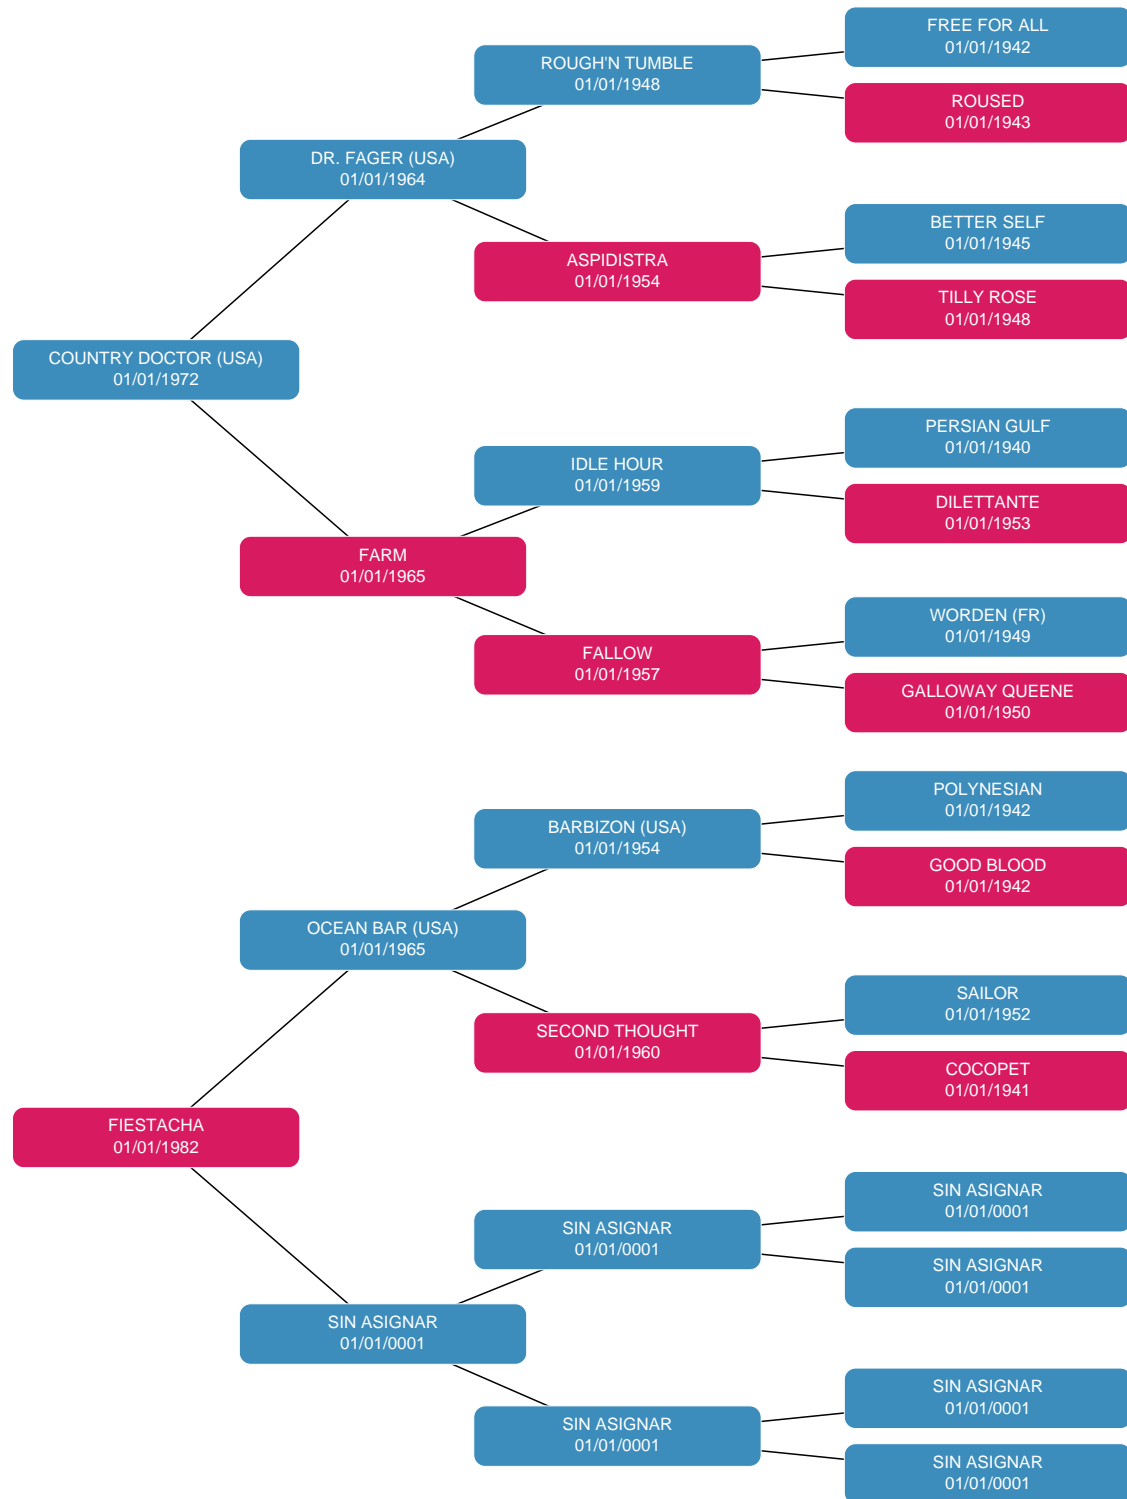 FREE FOR ALL
01/01/1942
ROUGH'N TUMBLE
01/01/1948
ROUSED
01/01/1943
DR. FAGER (USA)
01/01/1964
BETTER SELF
01/01/1945
ASPIDISTRA
01/01/1954
TILLY ROSE
01/01/1948
COUNTRY DOCTOR (USA)
01/01/1972
PERSIAN GULF
01/01/1940
IDLE HOUR
01/01/1959
DILETTANTE
01/01/1953
FARM
01/01/1965
WORDEN (FR)
01/01/1949
FALLOW
01/01/1957
GALLOWAY QUEENE
01/01/1950
POLYNESIAN
01/01/1942
BARBIZON (USA)
01/01/1954
GOOD BLOOD
01/01/1942
OCEAN BAR (USA)
01/01/1965
SAILOR
01/01/1952
SECOND THOUGHT
01/01/1960
COCOPET
01/01/1941
FIESTACHA
01/01/1982
SIN ASIGNAR
01/01/0001
SIN ASIGNAR
01/01/0001
SIN ASIGNAR
01/01/0001
SIN ASIGNAR
01/01/0001
SIN ASIGNAR
01/01/0001
SIN ASIGNAR
01/01/0001
SIN ASIGNAR
01/01/0001